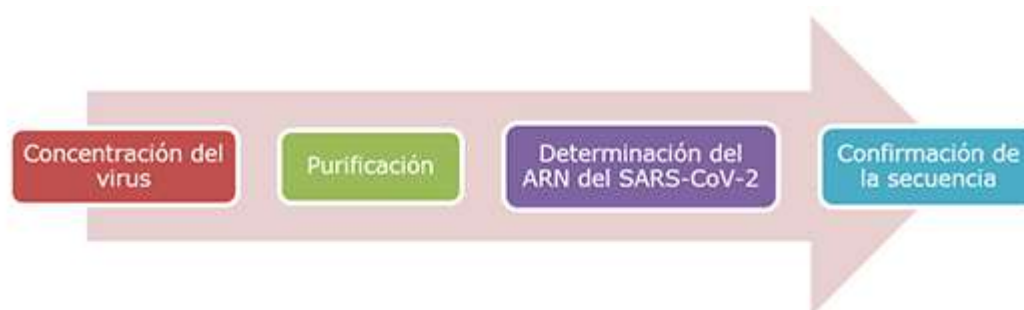 Concentración del
virus
Purificación
Determinación del
ARN del SARS-CoV-2
Confirmación de
la secuencia